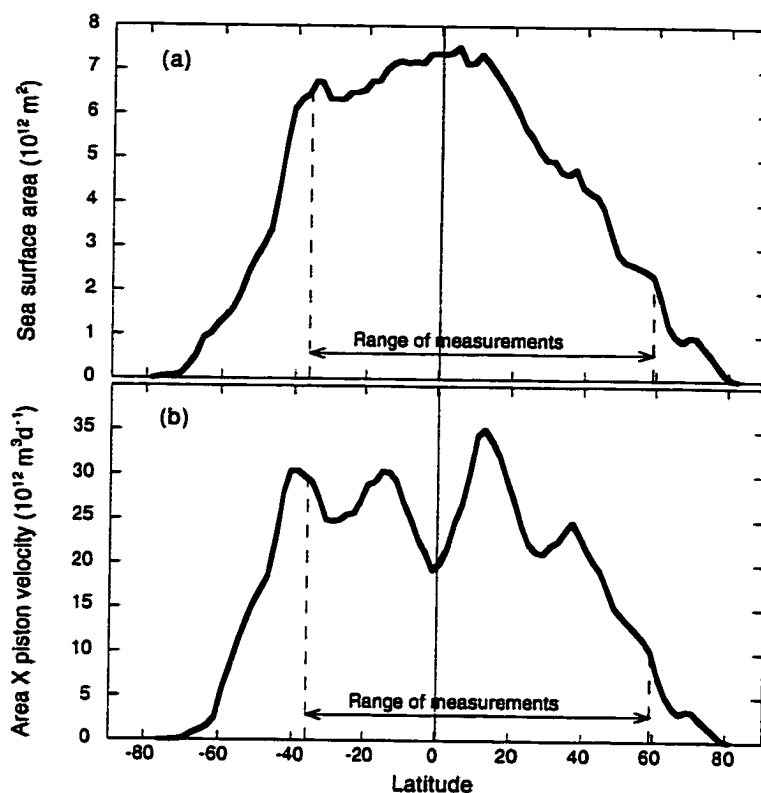 (a)
Sea surface area (10¹² m²)
8
7
6
5
4
3
2
1
0
Range of measurements
(b)
Area X piston velocity (10¹² m³d⁻¹)
35
30
25
20
15
10
5
0
Range of measurements
-80 -60 -40 -20 0 20 40 60 80
Latitude